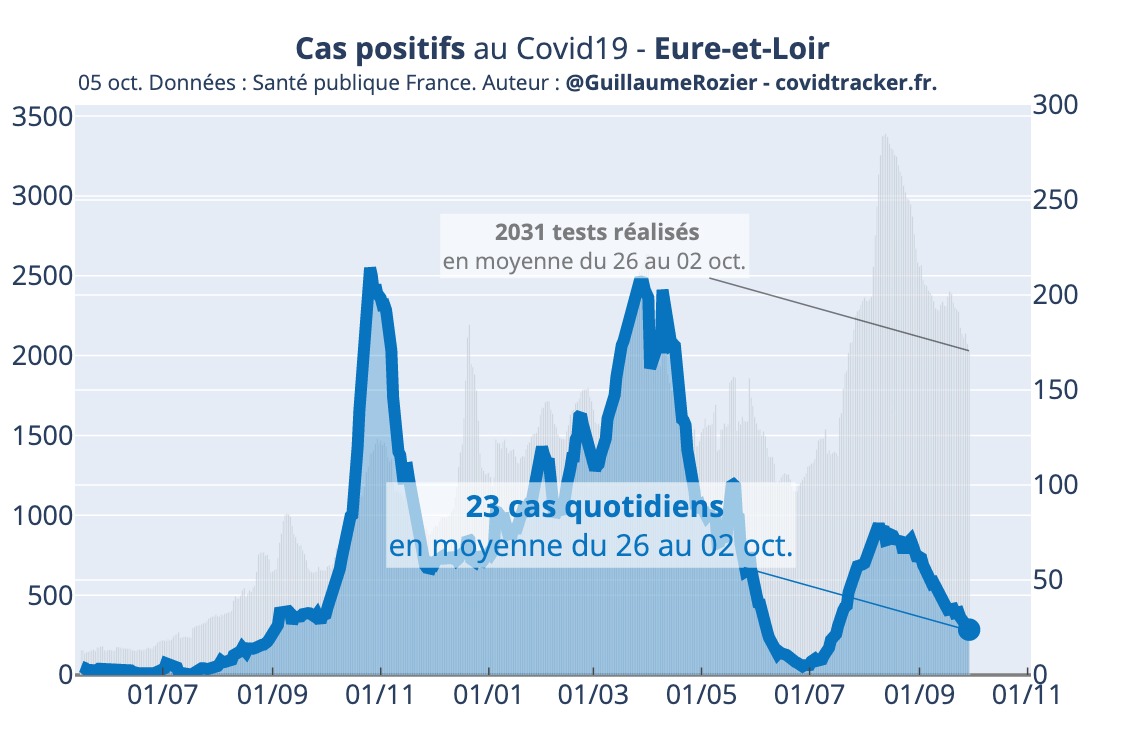 Cas positifs au Covid19 - Eure-et-Loir
05 oct. Données : Santé publique France. Auteur : @GuillaumeRozier - covidtracker.fr.
3500
3000
2500
2000
1500
1000
500
0
300
250
200
150
100
50
0
2031 tests réalisés
en moyenne du 26 au 02 oct.
23 cas quotidiens
en moyenne du 26 au 02 oct.
01/07 01/09 01/11 01/01 01/03 01/05 01/07 01/09 01/11